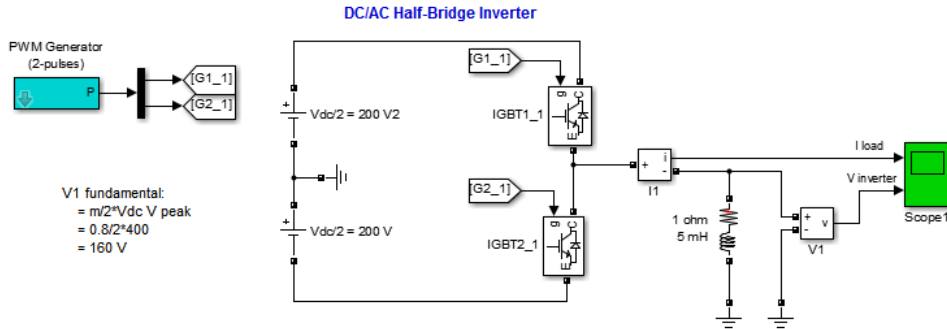 DC/AC Half-Bridge Inverter
PWM Generator
(2-pulses)
P
[G1_1]
[G2_1]
[G1_1]
g
C
E
IGBT1_1
+
Vdc/2 = 200 V2
+
i
-
I1
I load
V inverter
Scope1
V1 fundamental:
= m/2*Vdc V peak
= 0.8/2*400
= 160 V
[G2_1]
g
C
E
IGBT2_1
+
Vdc/2 = 200 V
1 ohm
5 mH
+
-
v
V1